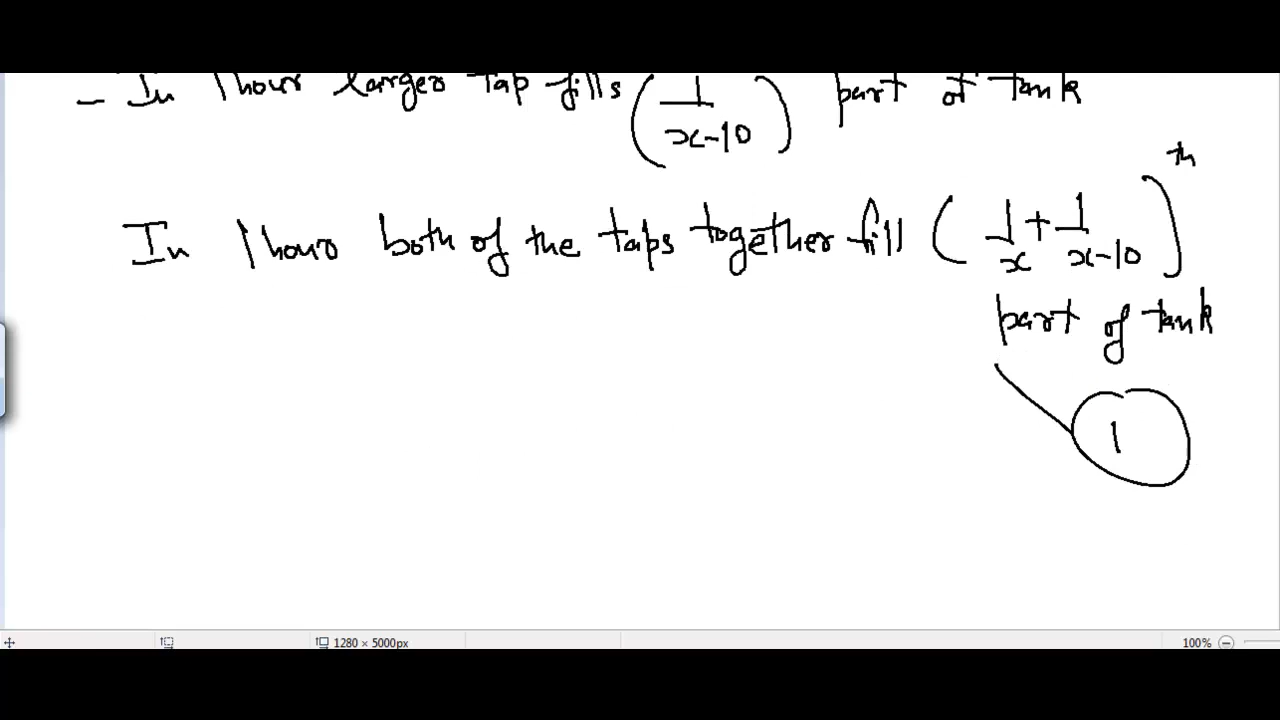 – In 1 hour larger tap fills (1/(x-10)) part of tank
In 1 hour both of the taps together fill (1/x + 1/(x-10)]th
part of tank
1
1280 × 5000px 100%